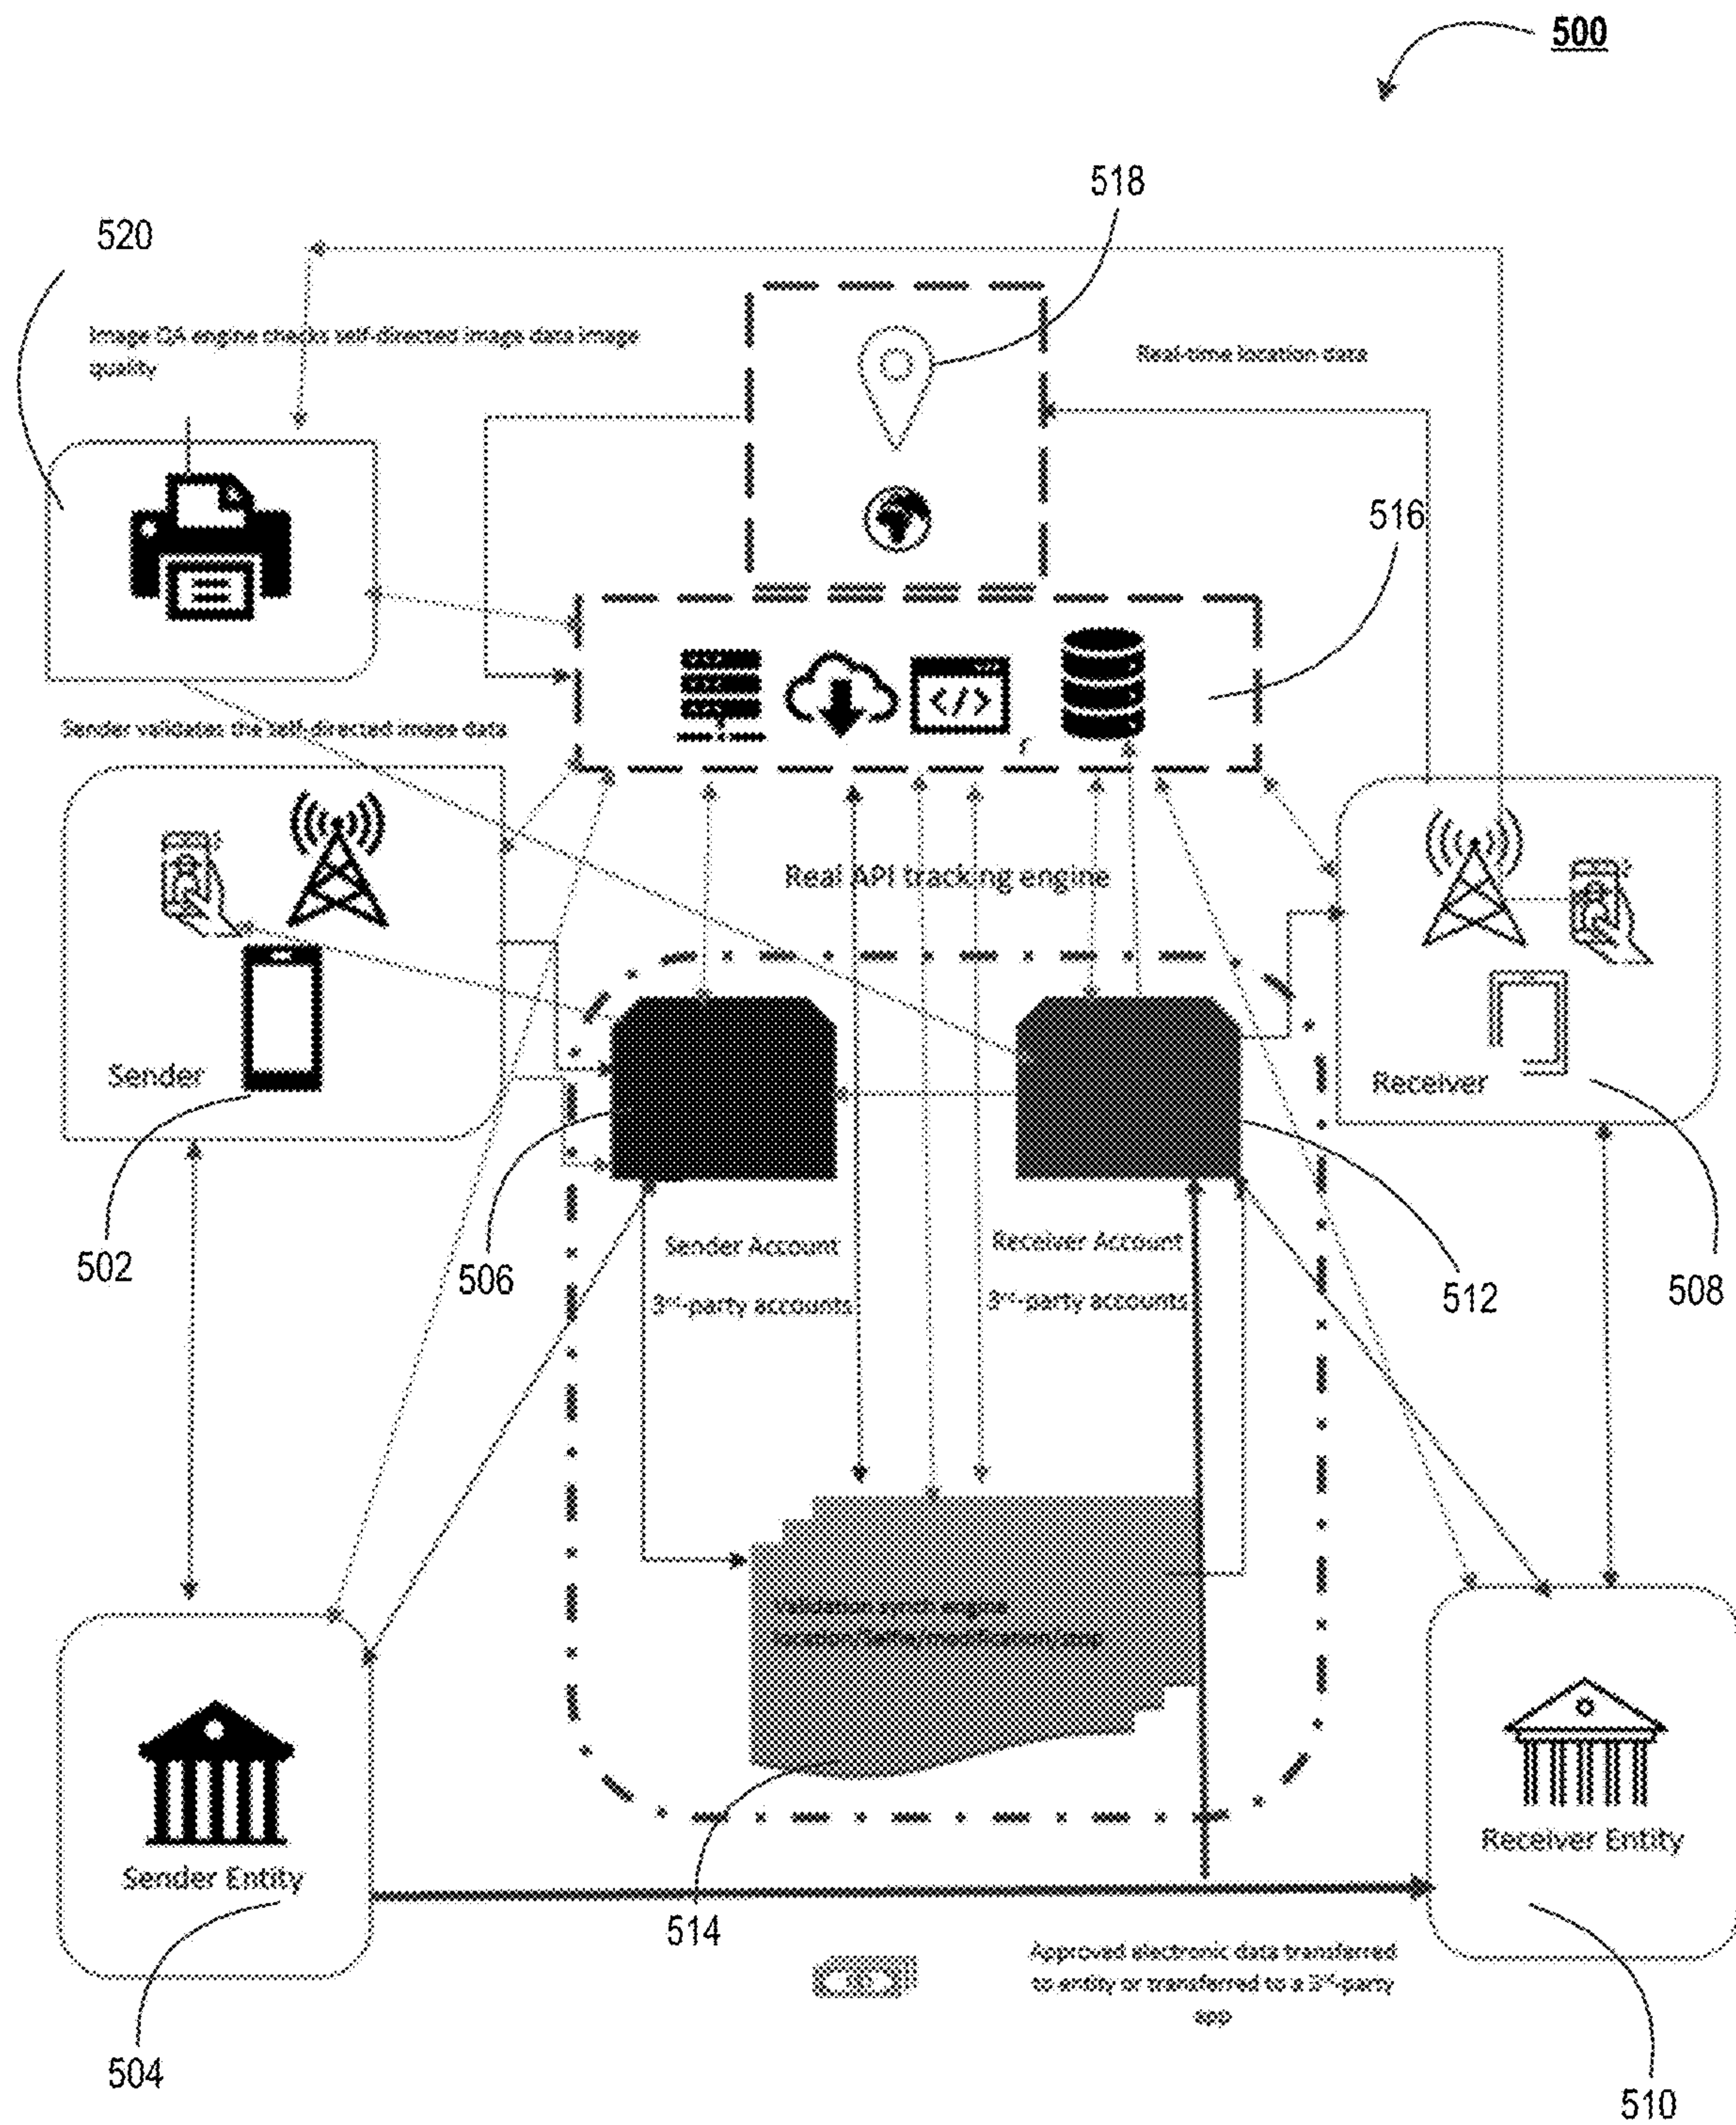 500
518
520
Image QA engine checks self-directed image data image
quality
Real-time location data
516
Sender validates the self-directed image data
Real API tracking engine
Sender
Receiver
502
506
Sender Account
3rd-party accounts
Receiver Account
3rd-party accounts
512
508
Validation synch engine
Sender Entity
Receiver Entity
514
Approved electronic data transferred
to entity or transferred to a 3rd-party
app
504
510